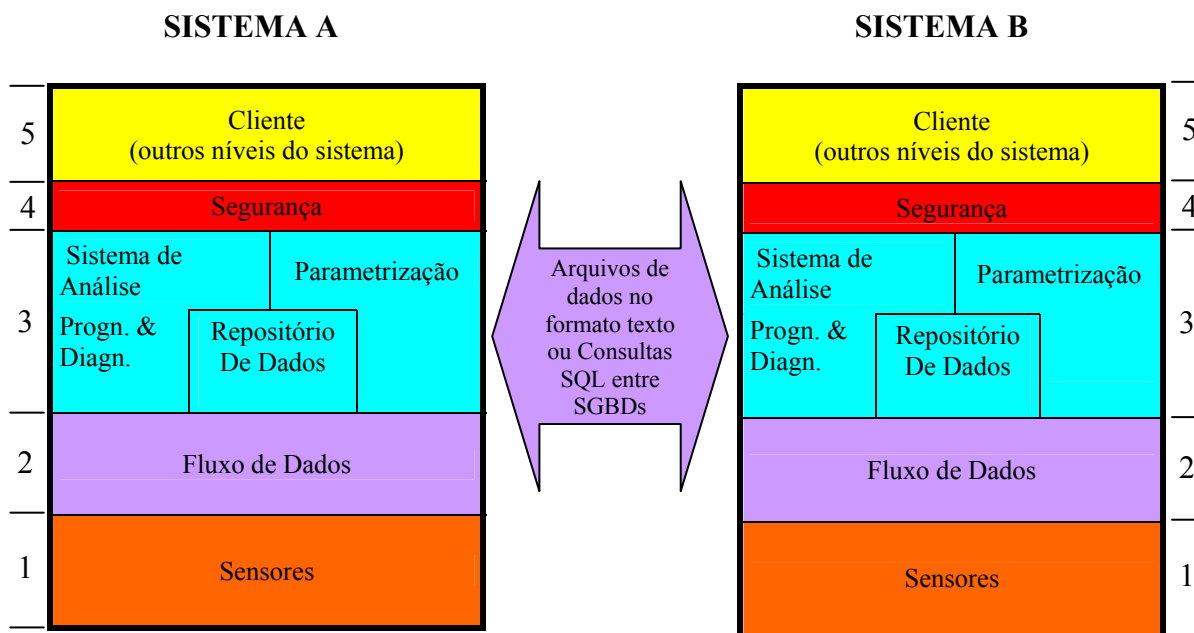 SISTEMA A
5
Cliente
(outros níveis do sistema)
4
Segurança
3
Sistema de
Análise
Progn. &
Diagn.
Parametrização
Repositório
De Dados
2
Fluxo de Dados
1
Sensores
Arquivos de
dados no
formato texto
ou Consultas
SQL entre
SGBDs
SISTEMA B
Cliente
(outros níveis do sistema)
5
Segurança
4
Sistema de
Análise
Progn. &
Diagn.
Parametrização
Repositório
De Dados
3
Fluxo de Dados
2
Sensores
1